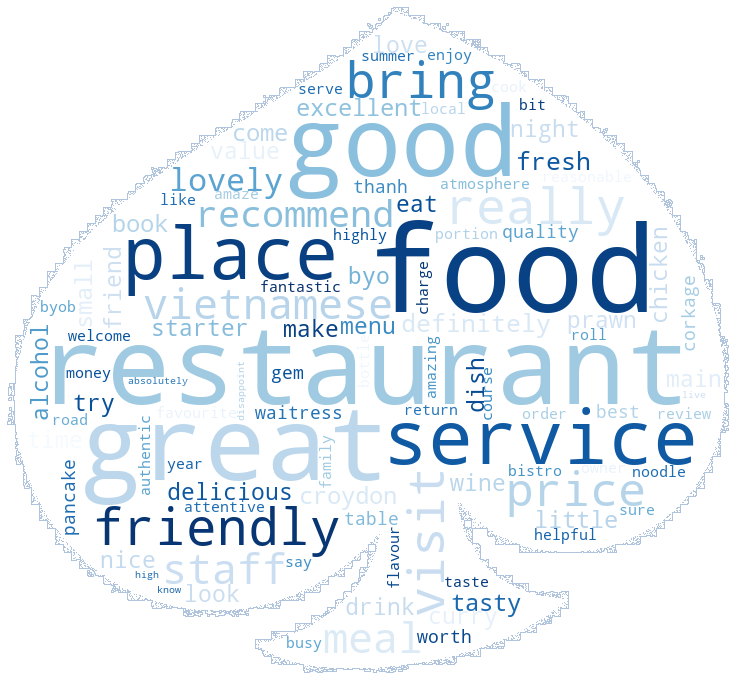 love
summer
enjoy
serve
bring
cook
excellent
local
bit
good
come
night
value
fresh
lovely
thanh
atmosphere
reasonable
like
amaze
recommend
eat
really
book
highly
portion
quality
place
food
friend
small
fantastic
byo
charge
chicken
corkage
byob
vietnamese
starter
make
menu
definitely
prawn
roll
alcohol
welcome
restaurant
bottle
amazing
money
absolutely
gem
disappoint
dish
course
main
live
try
road
favourite
waitress
return
order
best
review
great
time
authentic
family
service
year
bistro
owner
noodle
pancake
delicious
attentive
croydon
wine
price
sure
friendly
table
visit
little
helpful
nice
staff
say
flavour
high
know
look
taste
drink
tasty
curry
busy
meal
worth